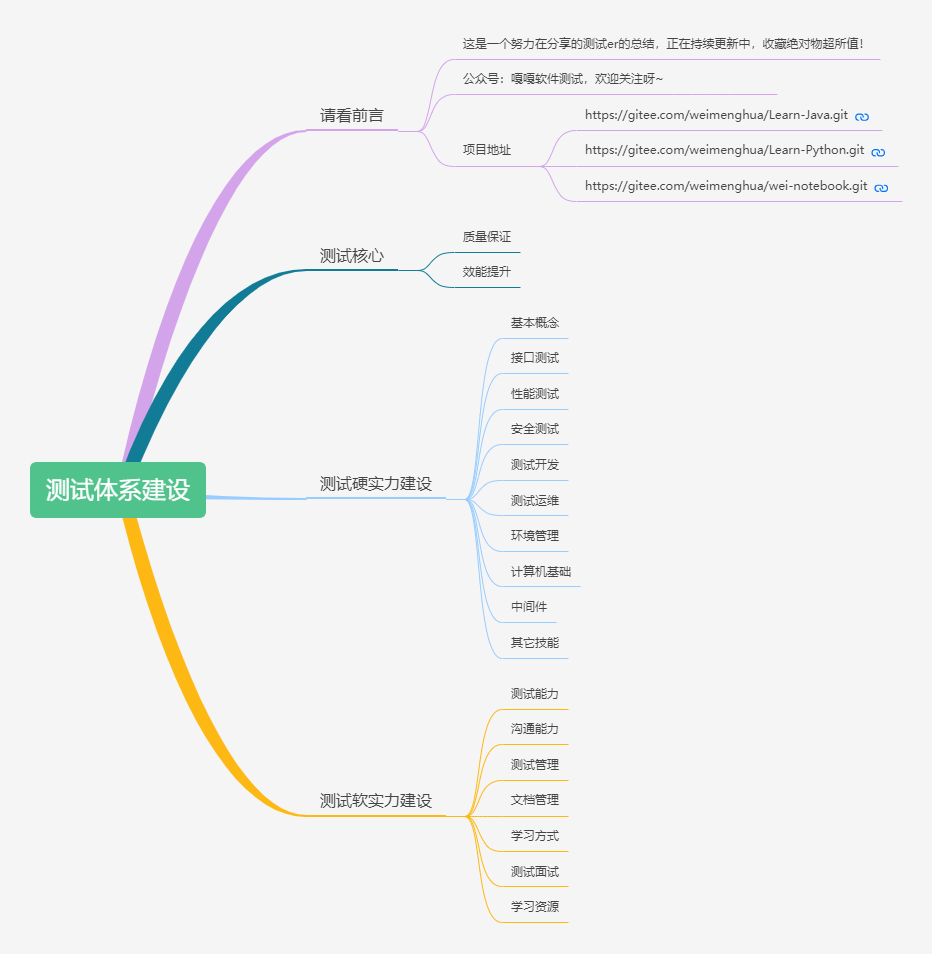 测试体系建设
请看前言
这是一个努力在分享的测试er的总结，正在持续更新中，收藏绝对物超所值！
公众号：嘎嘎软件测试，欢迎关注呀~
项目地址
https://gitee.com/weimenghua/Learn-Java.git
https://gitee.com/weimenghua/Learn-Python.git
https://gitee.com/weimenghua/wei-notebook.git
测试核心
质量保证
效能提升
测试硬实力建设
基本概念
接口测试
性能测试
安全测试
测试开发
测试运维
环境管理
计算机基础
中间件
其它技能
测试软实力建设
测试能力
沟通能力
测试管理
文档管理
学习方式
测试面试
学习资源